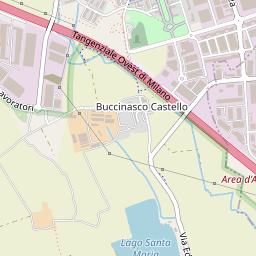 Tangenziale Ovest di Milano
avoratori
Buccinasco Castello
Area d'A
Lago Santa
Maria
Via Ed